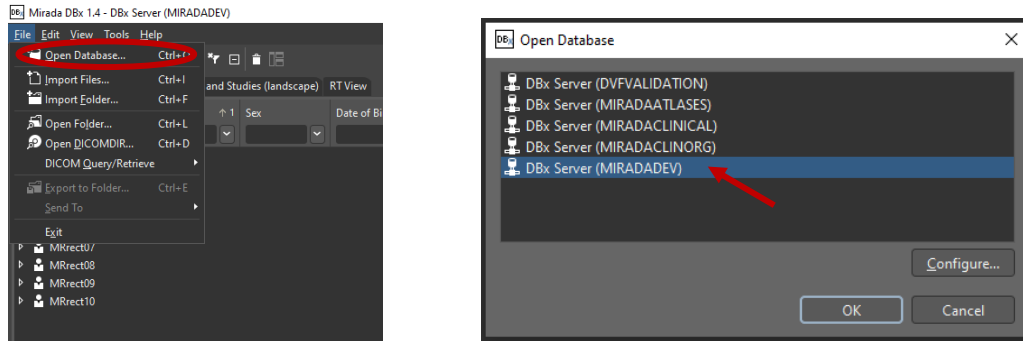 DBx Mirada DBx 1.4 - DBx Server (MIRADADEV)
File Edit View Tools Help
Open Database... Ctrl+O
Import Files... Ctrl+I
Import Folder... Ctrl+F
Open Folder... Ctrl+L
Open DICOMDIR... Ctrl+D
DICOM Query/Retrieve
Export to Folder... Ctrl+E
Send To
Exit
and Studies (landscape) RT View
1 Sex Date of Bi
MRrect07
MRrect08
MRrect09
MRrect10
DBx Open Database
DBx Server (DVFVALIDATION)
DBx Server (MIRADAATLASES)
DBx Server (MIRADACLINICAL)
DBx Server (MIRADACLINORG)
DBx Server (MIRADADEV)
Configure...
OK Cancel